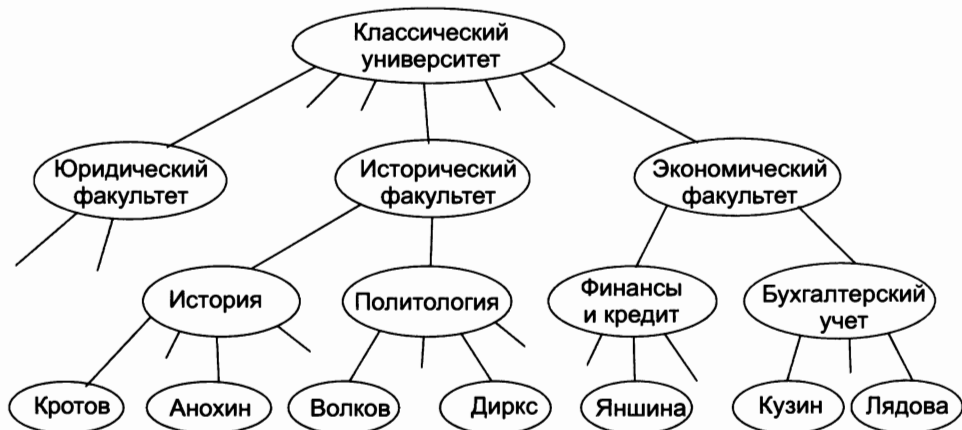 Классический
университет
Юридический
факультет
Исторический
факультет
Экономический
факультет
История
Политология
Финансы
и кредит
Бухгалтерский
учет
Кротов
Анохин
Волков
Диркс
Яншина
Кузин
Лядова